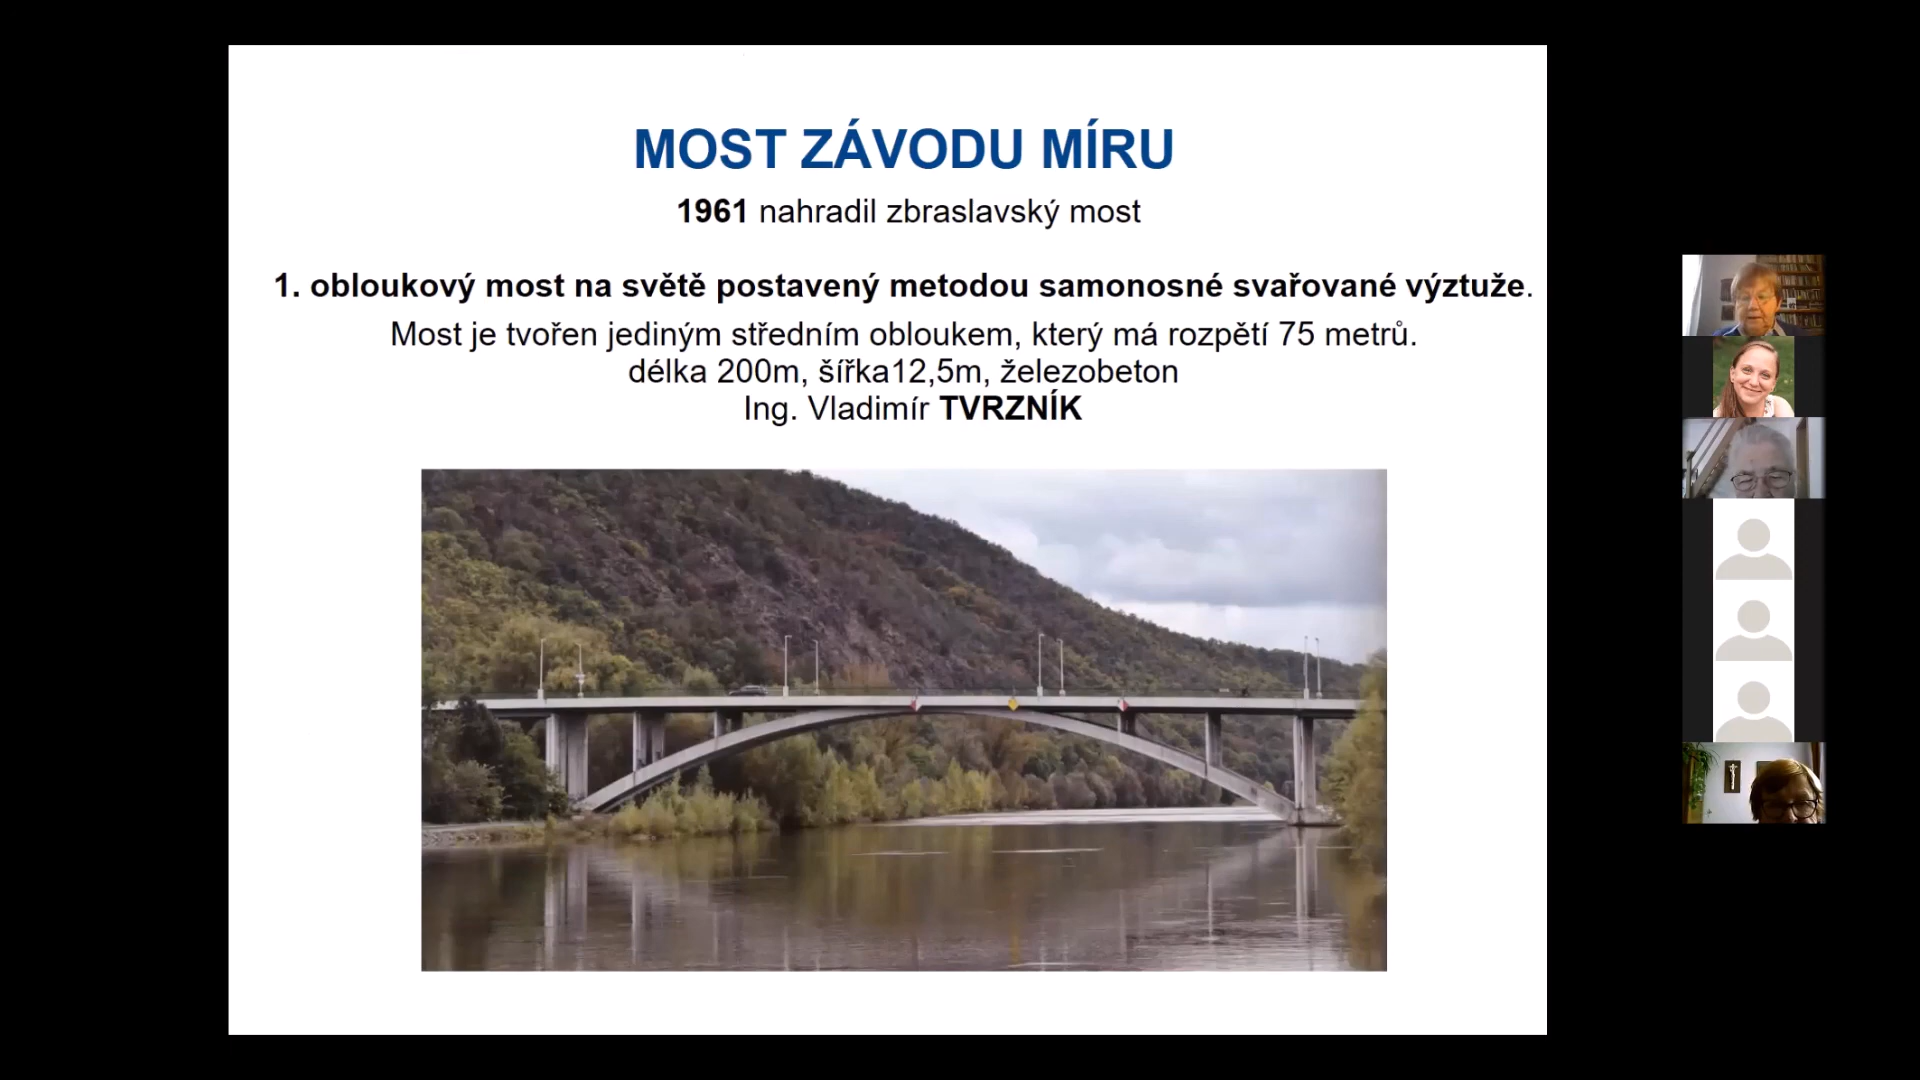 MOST ZÁVODU MÍRU
1961 nahradil zbraslavský most
1. obloukový most na světě postavený metodou samonosné svařované výztuže.
Most je tvořen jediným středním obloukem, který má rozpětí 75 metrů.
délka 200m, šířka12,5m, železobeton
Ing. Vladimír TVRZNÍK